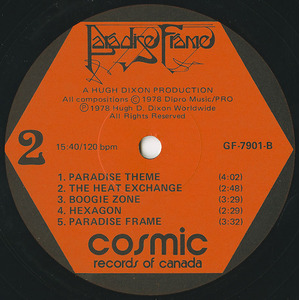 Paradise Frame
A HUGH DIXON PRODUCTION
All compositions Ⓒ 1978 Dipro Music/PRO
Ⓟ 1978 Hugh D. Dixon Worldwide
All Rights Reserved
2
15:40/120 bpm GF-7901-B
1. PARADISE THEME (4:02)
2. THE HEAT EXCHANGE (2:48)
3. BOOGIE ZONE (3:29)
4. HEXAGON (2:29)
5. PARADISE FRAME (3:32)
cosmic
records of canada